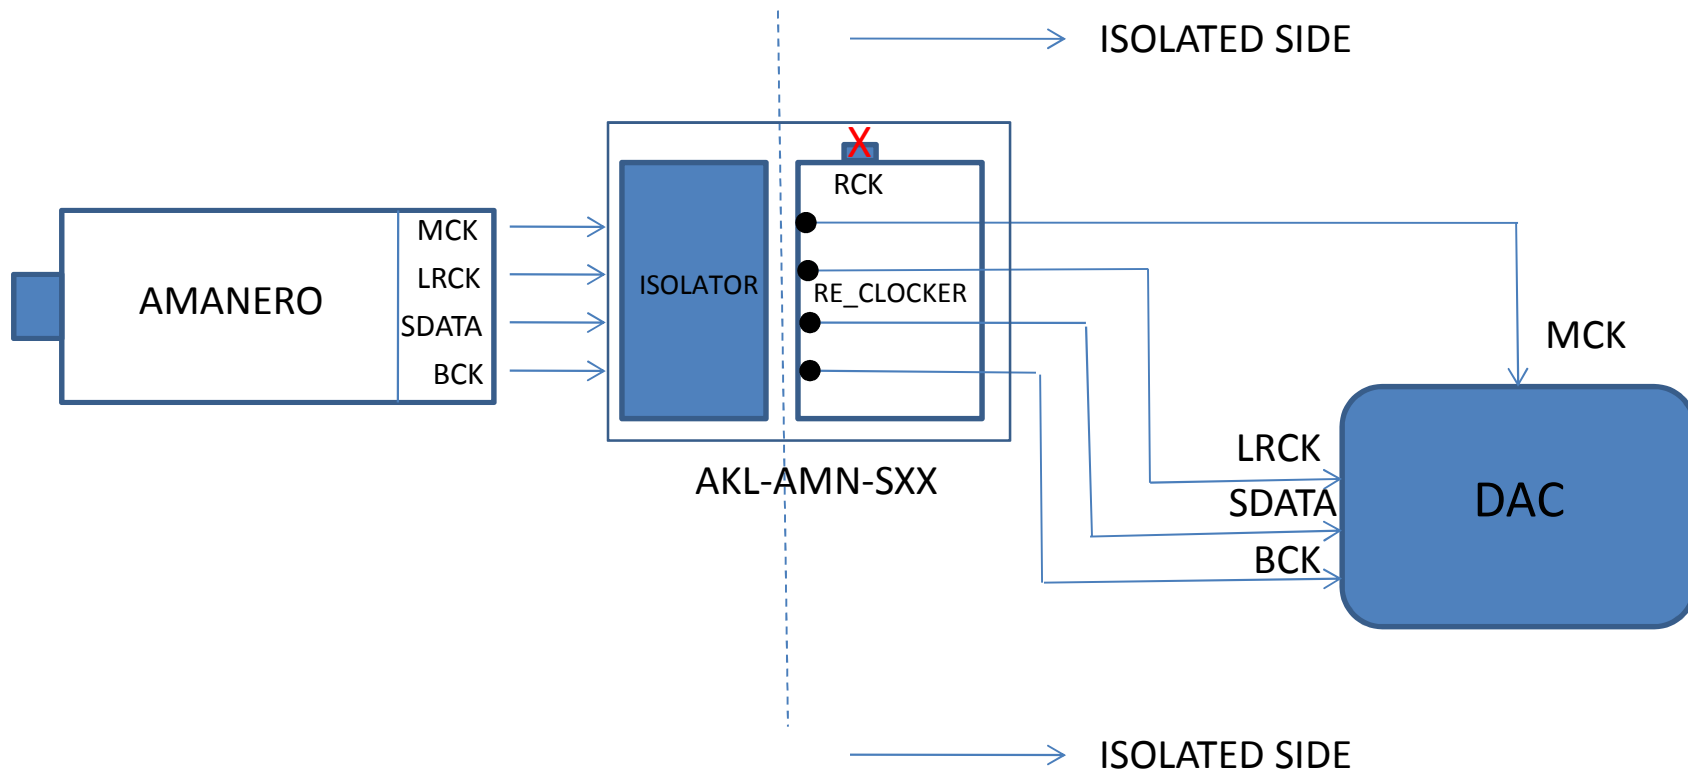 ISOLATED SIDE
X
RCK
MCK
LRCK
SDATA
BCK
AMANERO
ISOLATOR
RE_CLOCKER
AKL-AMN-SXX
MCK
LRCK
SDATA
BCK
DAC
ISOLATED SIDE